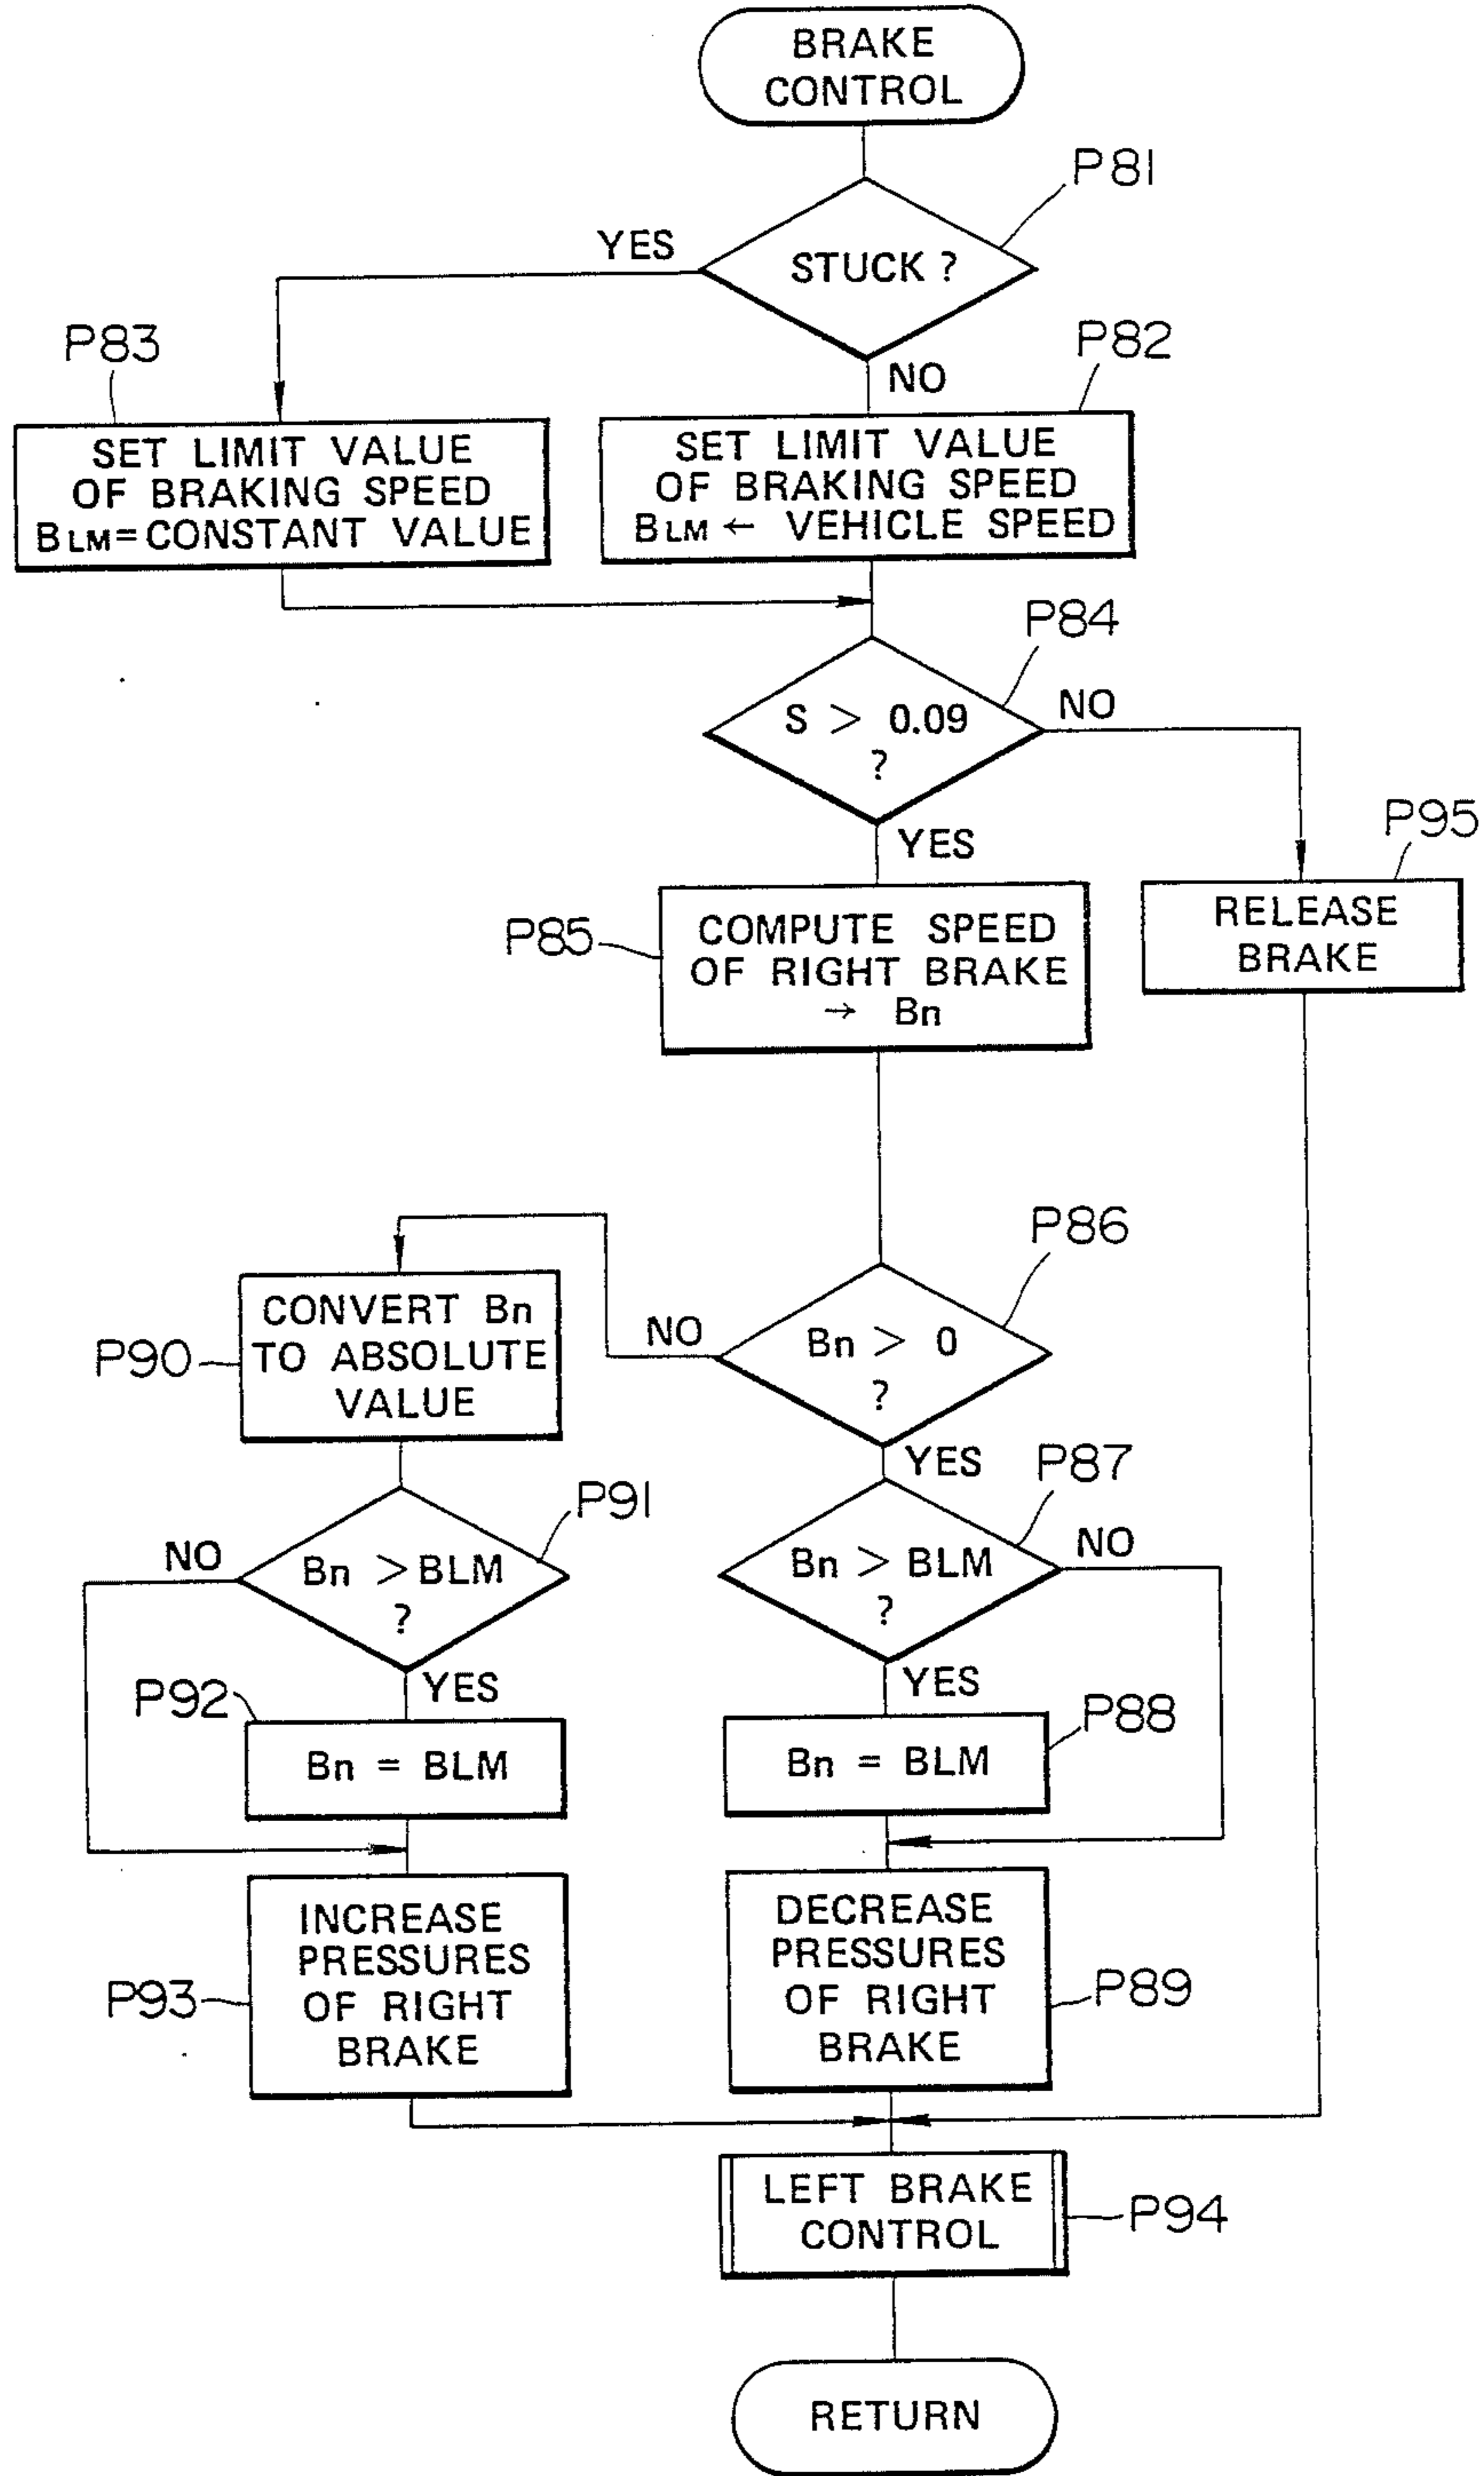 BRAKE
CONTROL
P81
YES
STUCK ?
P83
P82
NO
SET LIMIT VALUE
OF BRAKING SPEED
BLM=CONSTANT VALUE
SET LIMIT VALUE
OF BRAKING SPEED
BLM ← VEHICLE SPEED
P84
S > 0.09
?
NO
YES
P95
P85
COMPUTE SPEED
OF RIGHT BRAKE
→ Bn
RELEASE
BRAKE
P86
P90
CONVERT Bn
TO ABSOLUTE
VALUE
NO
Bn > 0
?
YES
P87
P91
NO
Bn > BLM
?
Bn > BLM
?
NO
YES
YES
P92
Bn = BLM
Bn = BLM
P88
P93
INCREASE
PRESSURES
OF RIGHT
BRAKE
DECREASE
PRESSURES
OF RIGHT
BRAKE
P89
LEFT BRAKE
CONTROL
P94
RETURN